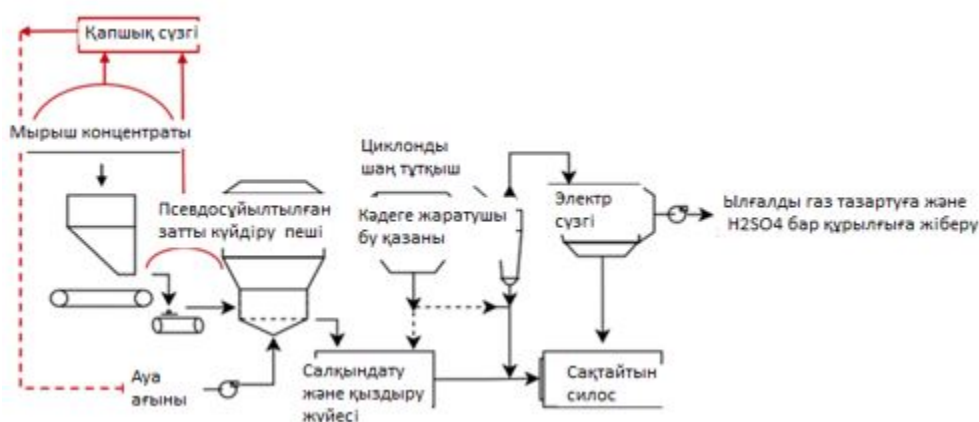 Қапшық сүзгі
Мырыш концентраты
Циклонды
шаң тұтқыш
Псевдосұйылтылған
затты күйдіру пеші
Кәдеге жаратушы
бу қазаны
Электр
сүзгі
Ылғалды газ тазартуға және
H2SO4 бар құрылғыға жіберу
Ауа
ағыны
Салқындату
және қыздыру
жүйесі
Сақтайтын
силос